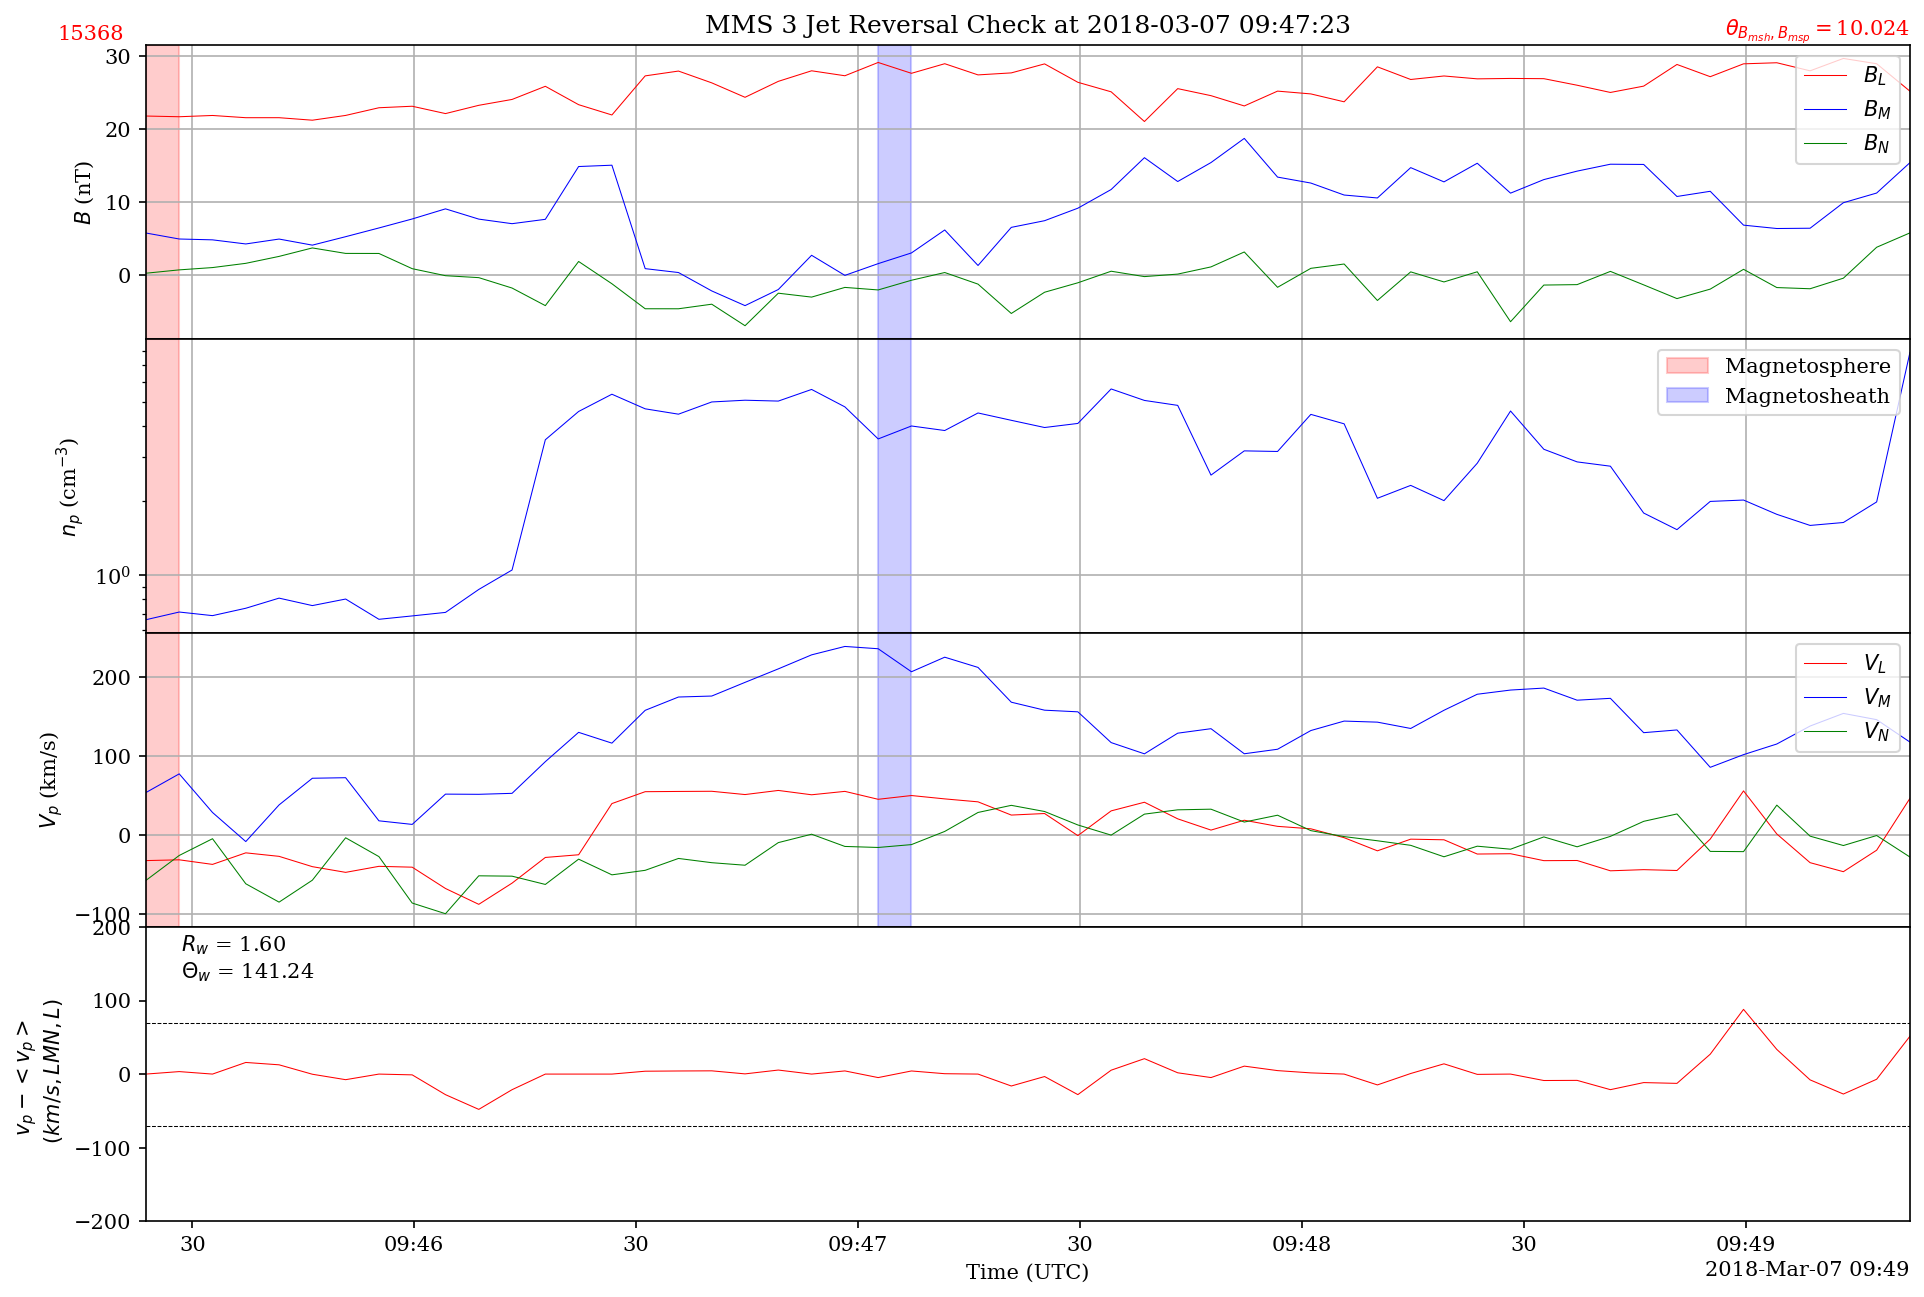 MMS 3 Jet Reversal Check at 2018-03-07 09:47:23
15368
θ_{B_{msh}, B_{msp}} = 10.024
30
20
10
0
B (nT)
B_L
B_M
B_N
10^0
n_p (cm^{-3})
Magnetosphere
Magnetosheath
200
100
0
−100
V_p (km/s)
V_L
V_M
V_N
200
100
0
−100
−200
v_p − < v_p >
(km/s, LMN, L)
R_w = 1.60
Θ_w = 141.24
30 09:46 30 09:47 30 09:48 30 09:49
Time (UTC)
2018-Mar-07 09:49